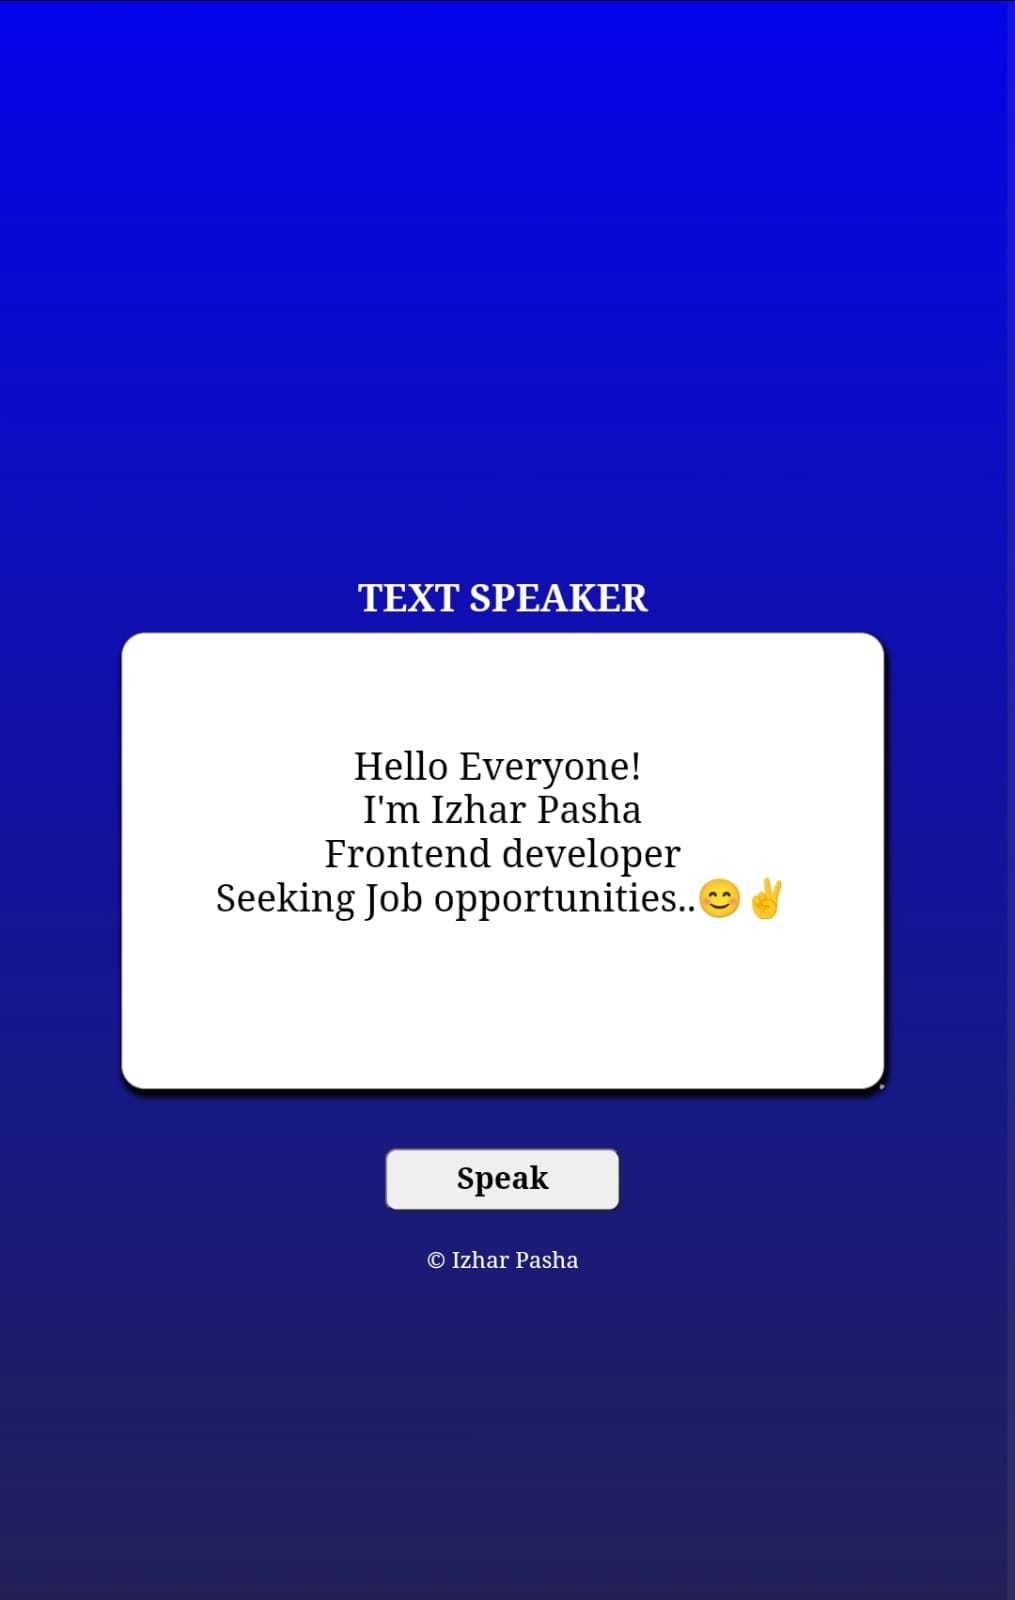 TEXT SPEAKER
Hello Everyone!
I'm Izhar Pasha
Frontend developer
Seeking Job opportunities..😊✌
Speak
© Izhar Pasha